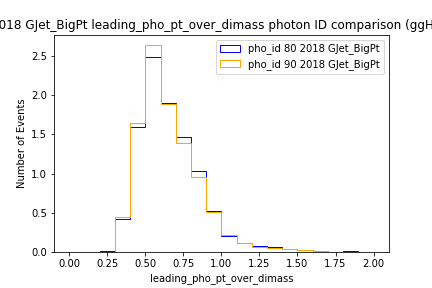 018 GJet_BigPt leading_pho_pt_over_dimass photon ID comparison (ggH
pho_id 80 2018 GJet_BigPt
pho_id 90 2018 GJet_BigPt
Number of Events
2.5
2.0
1.5
1.0
0.5
0.0
0.00 0.25 0.50 0.75 1.00 1.25 1.50 1.75 2.00
leading_pho_pt_over_dimass